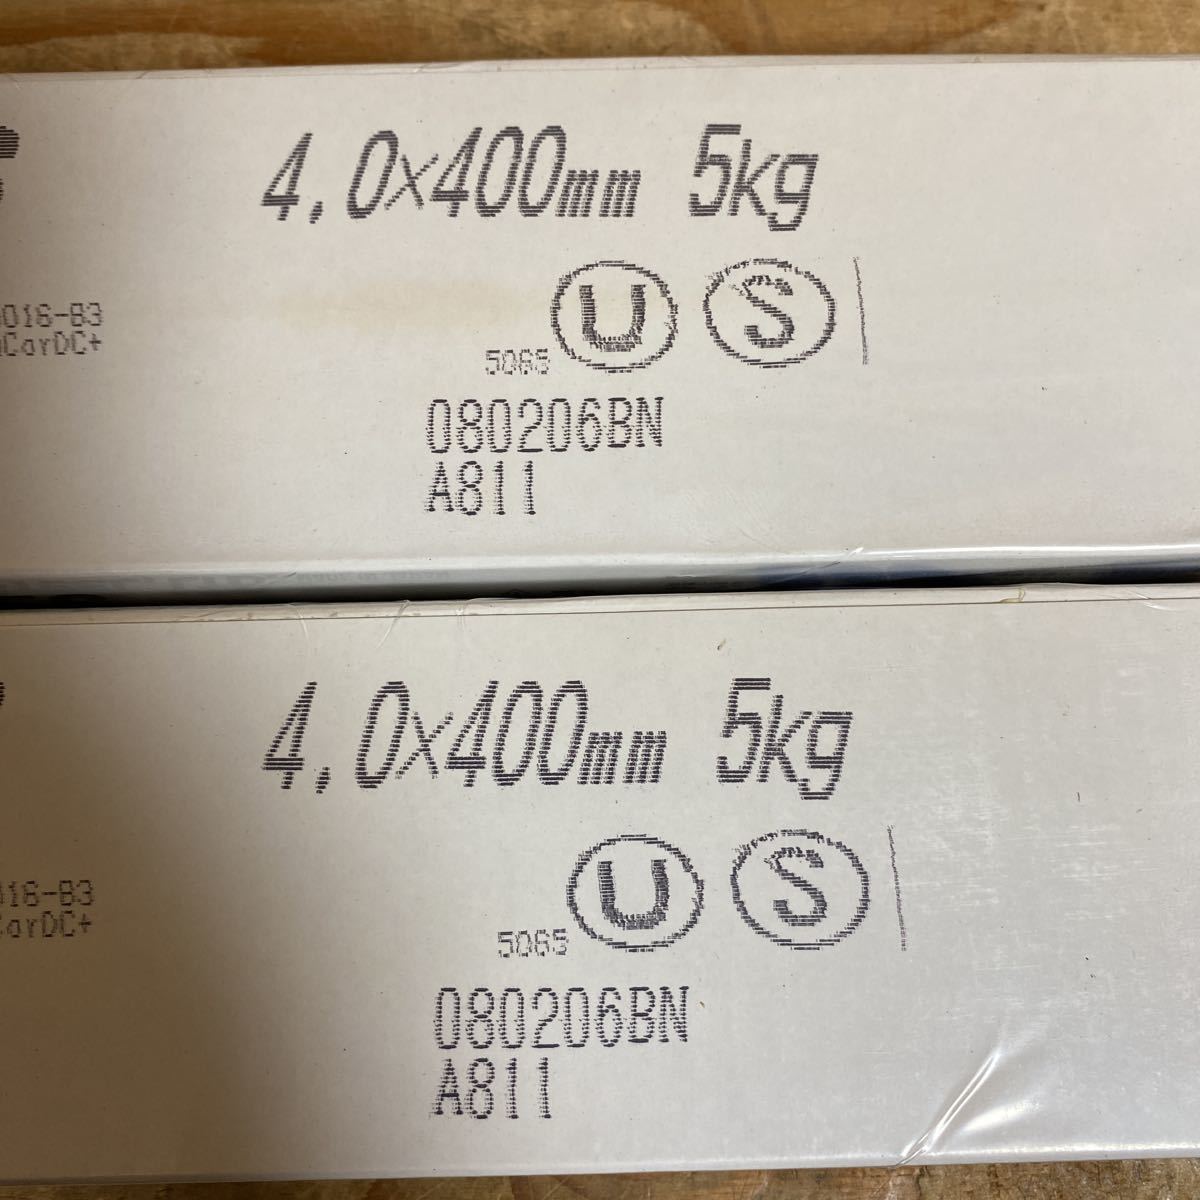 4,0×400mm 5kg
016-B3
CorDC+
5065 U S
080206BN
A811
4,0×400mm 5kg
016-B3
CorDC+
5065 U S
080206BN
A811